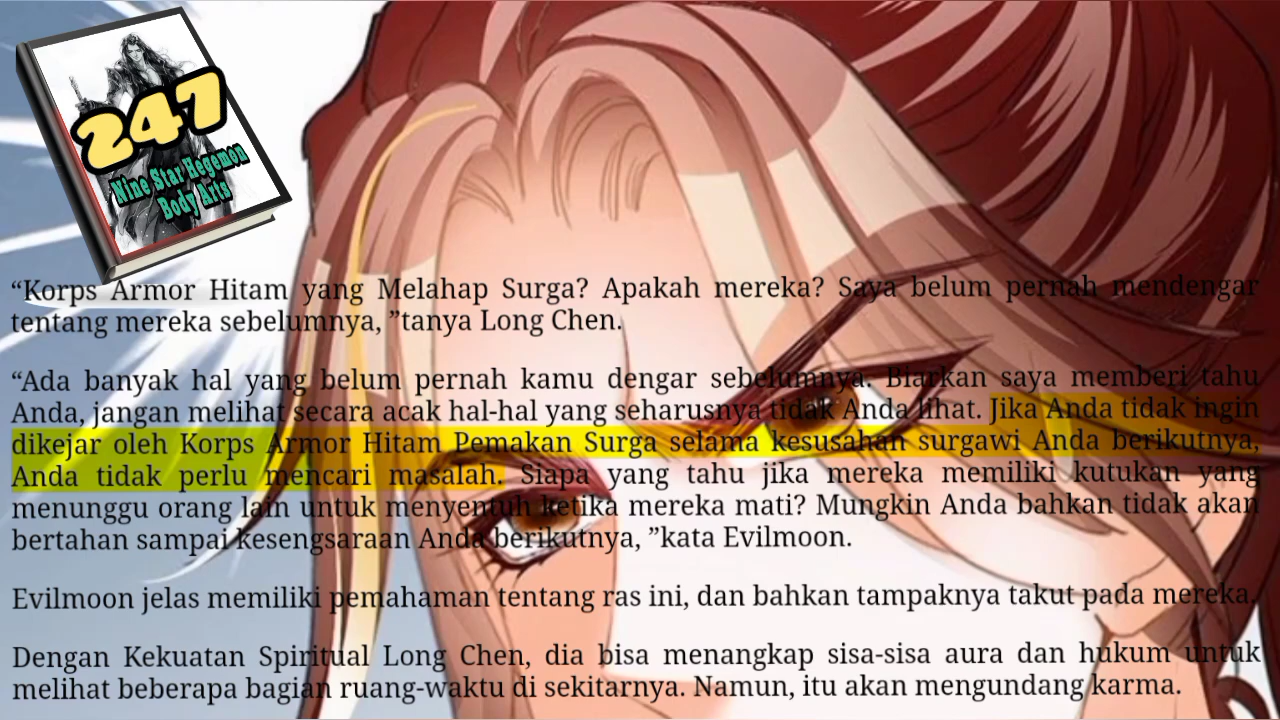 247
Nine Star Hegemon
Body Arts
“Korps Armor Hitam yang Melahap Surga? Apakah mereka? Saya belum pernah mendengar
tentang mereka sebelumnya, ”tanya Long Chen.
“Ada banyak hal yang belum pernah kamu dengar sebelumnya. Biarkan saya memberi tahu
Anda, jangan melihat secara acak hal-hal yang seharusnya tidak Anda lihat. Jika Anda tidak ingin
dikejar oleh Korps Armor Hitam Pemakan Surga selama kesusahan surgawi Anda berikutnya,
Anda tidak perlu mencari masalah. Siapa yang tahu jika mereka memiliki kutukan yang
menunggu orang lain untuk menyentuh ketika mereka mati? Mungkin Anda bahkan tidak akan
bertahan sampai kesengsaraan Anda berikutnya, ”kata Evilmoon.
Evilmoon jelas memiliki pemahaman tentang ras ini, dan bahkan tampaknya takut pada mereka.
Dengan Kekuatan Spiritual Long Chen, dia bisa menangkap sisa-sisa aura dan hukum untuk
melihat beberapa bagian ruang-waktu di sekitarnya. Namun, itu akan mengundang karma.